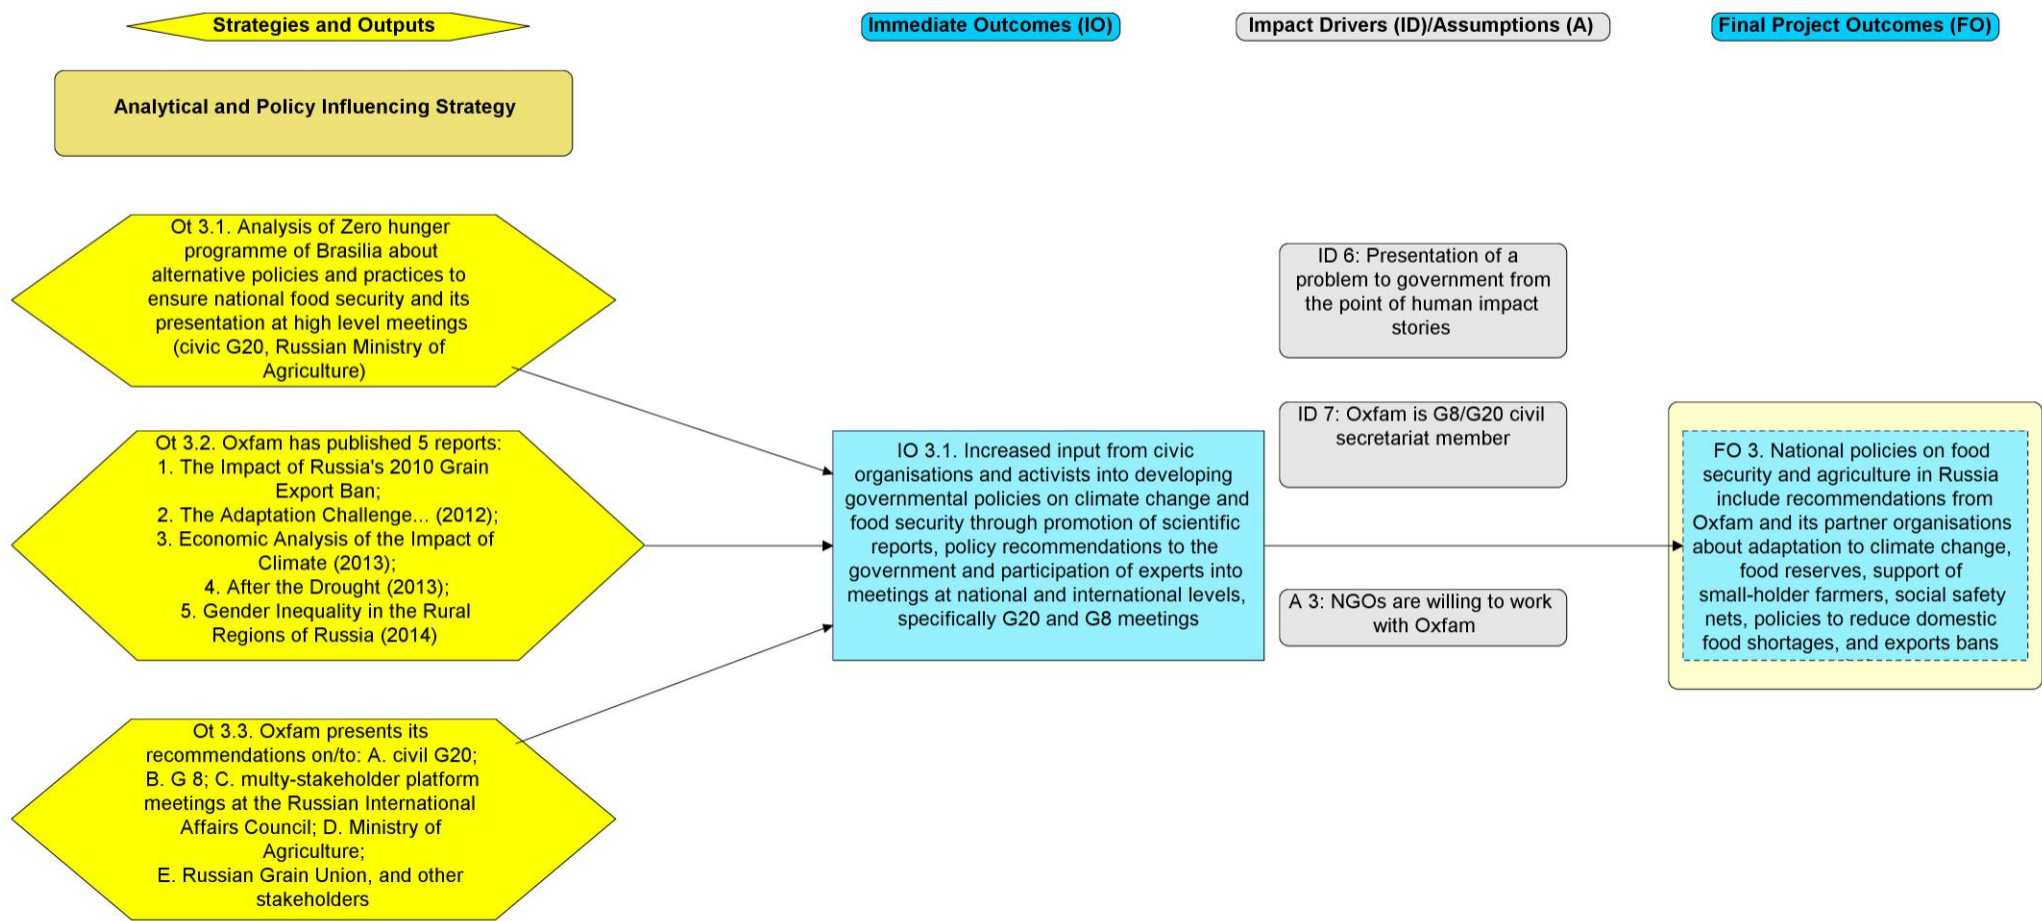 Strategies and Outputs
Immediate Outcomes (IO)
Impact Drivers (ID)/Assumptions (A)
Final Project Outcomes (FO)
Analytical and Policy Influencing Strategy
Ot 3.1. Analysis of Zero hunger
programme of Brasilia about
alternative policies and practices to
ensure national food security and its
presentation at high level meetings
(civic G20, Russian Ministry of
Agriculture)
Ot 3.2. Oxfam has published 5 reports:
1. The Impact of Russia's 2010 Grain
Export Ban;
2. The Adaptation Challenge... (2012);
3. Economic Analysis of the Impact of
Climate (2013);
4. After the Drought (2013);
5. Gender Inequality in the Rural
Regions of Russia (2014)
Ot 3.3. Oxfam presents its
recommendations on/to: A. civil G20;
B. G 8; C. multy-stakeholder platform
meetings at the Russian International
Affairs Council; D. Ministry of
Agriculture;
E. Russian Grain Union, and other
stakeholders
IO 3.1. Increased input from civic
organisations and activists into developing
governmental policies on climate change and
food security through promotion of scientific
reports, policy recommendations to the
government and participation of experts into
meetings at national and international levels,
specifically G20 and G8 meetings
ID 6: Presentation of a
problem to government from
the point of human impact
stories
ID 7: Oxfam is G8/G20 civil
secretariat member
A 3: NGOs are willing to work
with Oxfam
FO 3. National policies on food
security and agriculture in Russia
include recommendations from
Oxfam and its partner organisations
about adaptation to climate change,
food reserves, support of
small-holder farmers, social safety
nets, policies to reduce domestic
food shortages, and exports bans